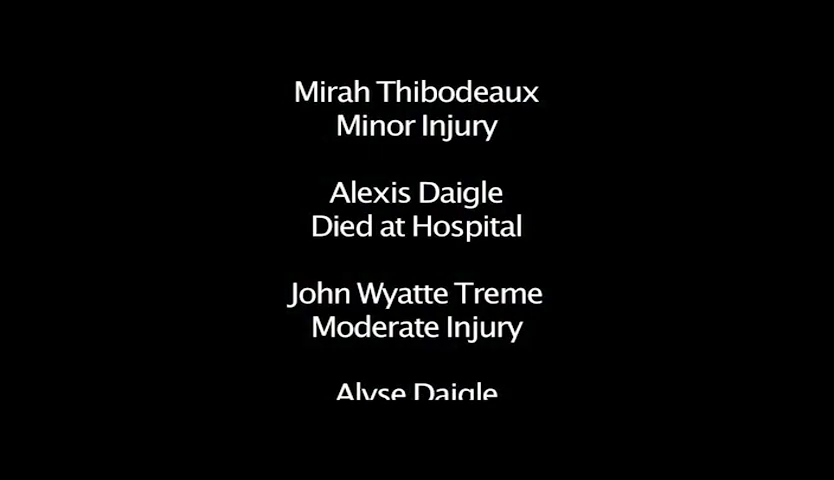 Mirah Thibodeaux
Minor Injury
Alexis Daigle
Died at Hospital
John Wyatte Treme
Moderate Injury
Alyse Daigle